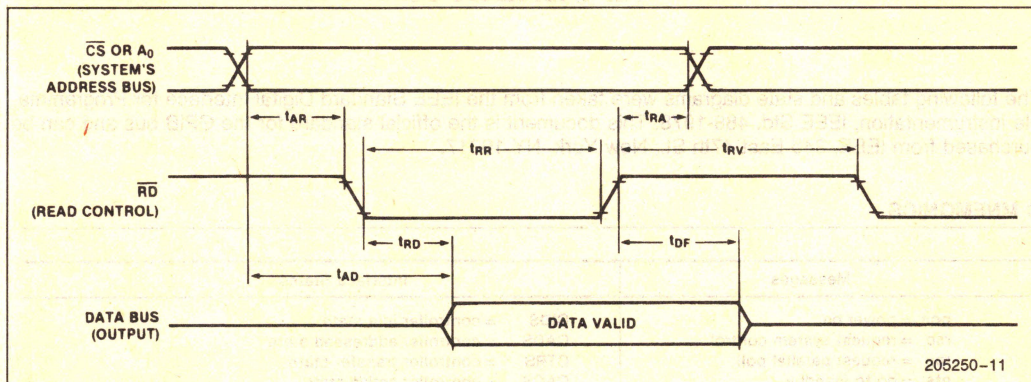 CS OR A0
(SYSTEM'S
ADDRESS BUS)
tAR
tRA
tRR
tRV
RD
(READ CONTROL)
tRD
tDF
tAD
DATA BUS
(OUTPUT)
DATA VALID
205250-11